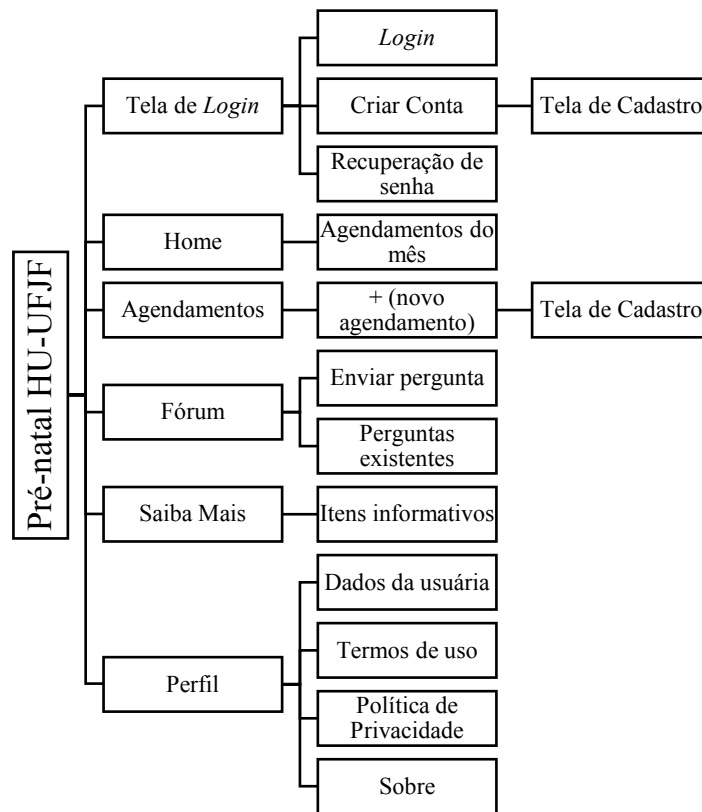 Pré-natal HU-UFJF
Tela de Login
Login
Criar Conta
Tela de Cadastro
Recuperação de
senha
Home
Agendamentos do
mês
Agendamentos
+ (novo
agendamento)
Tela de Cadastro
Fórum
Enviar pergunta
Perguntas
existentes
Saiba Mais
Itens informativos
Perfil
Dados da usuária
Termos de uso
Política de
Privacidade
Sobre